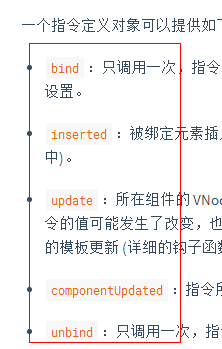 一个指令定义对象可以提供如
bind ：只调用一次，指令
设置。
inserted ：被绑定元素插
中)。
update ：所在组件的 VNo
令的值可能发生了改变，也
的模板更新 (详细的钩子函
componentUpdated ：指令所
unbind ：只调用一次，指